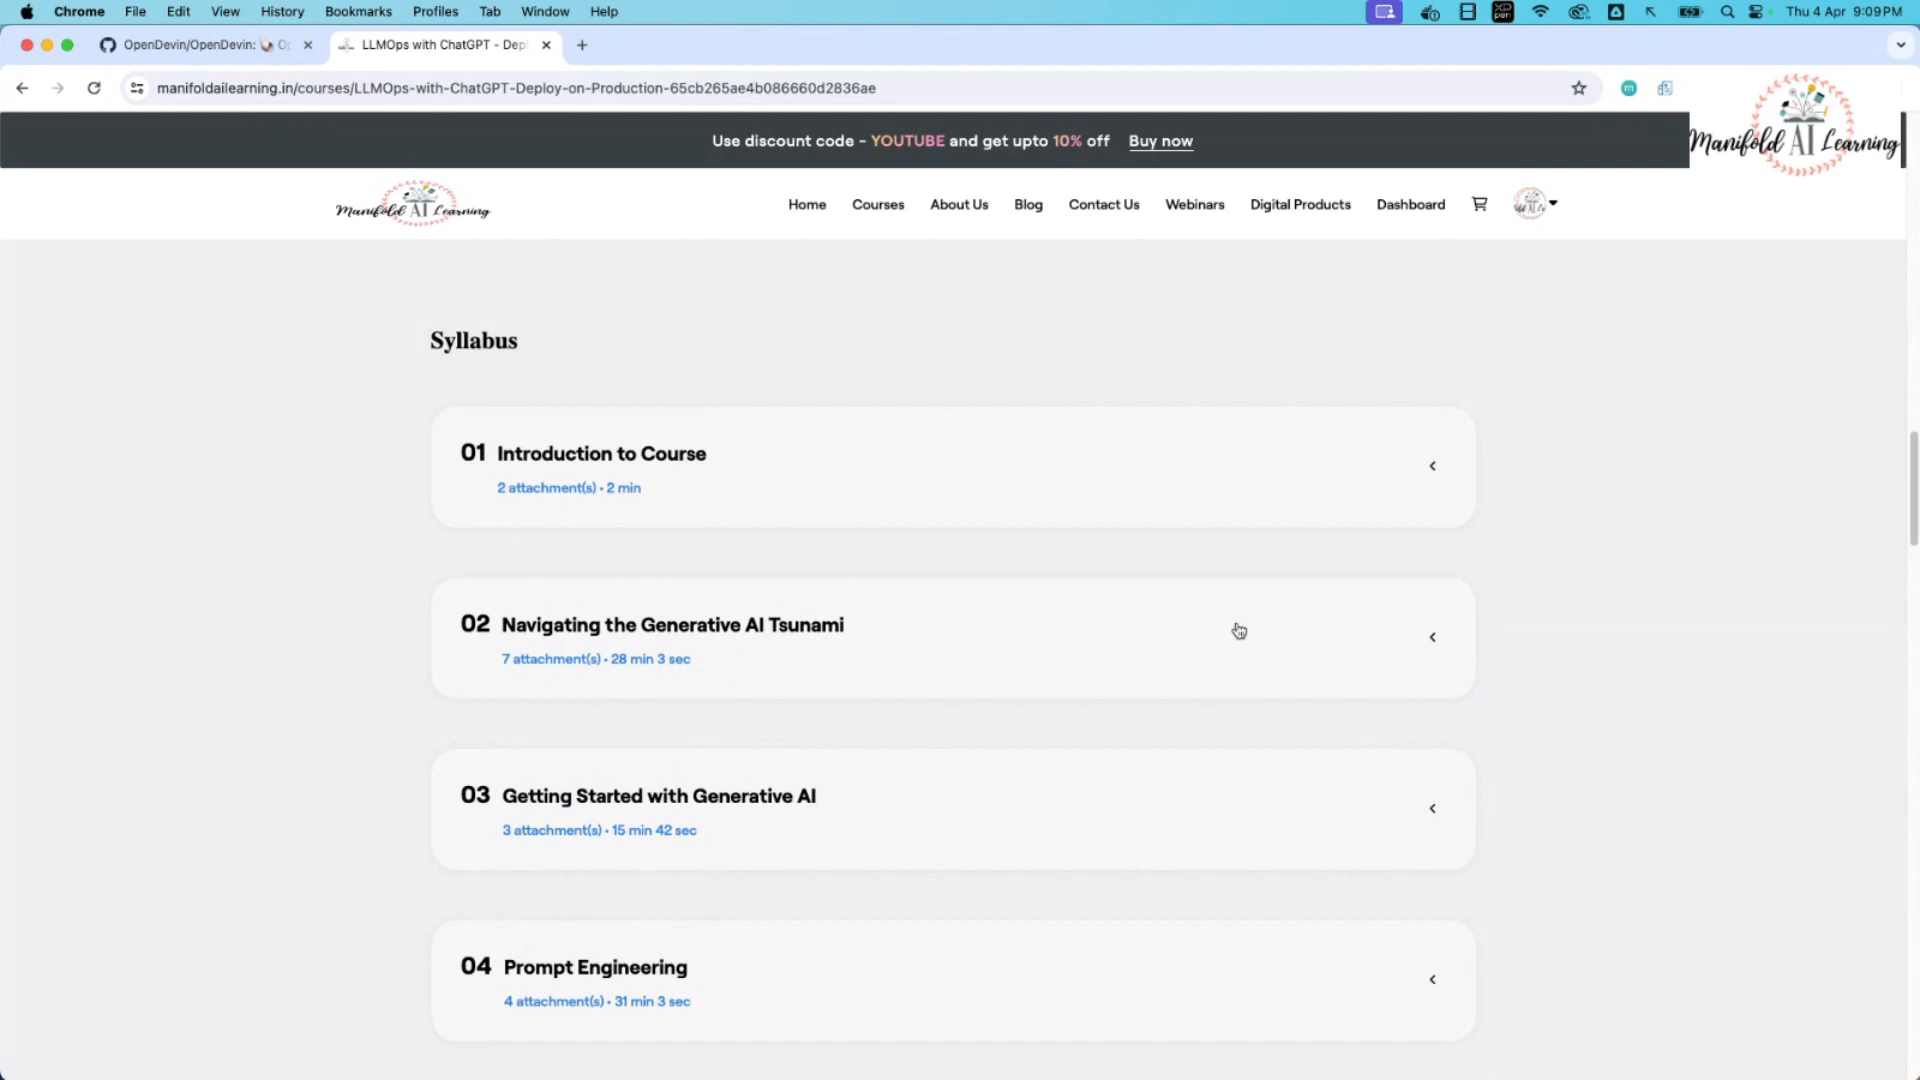 Chrome File Edit View History Bookmarks Profiles Tab Window Help
Thu 4 Apr 9:09 PM
OpenDevin/OpenDevin:
LLMOps with ChatGPT - Dep
manifoldailearning.in/courses/LLMOps-with-ChatGPT-Deploy-on-Production-65cb265ae4b086660d2836ae
Use discount code - YOUTUBE and get upto 10% off Buy now
Manifold AI Learning
Manifold AI Learning
Home Courses About Us Blog Contact Us Webinars Digital Products Dashboard
Syllabus
01 Introduction to Course
2 attachment(s) • 2 min
02 Navigating the Generative AI Tsunami
7 attachment(s) • 28 min 3 sec
03 Getting Started with Generative AI
3 attachment(s) • 15 min 42 sec
04 Prompt Engineering
4 attachment(s) • 31 min 3 sec